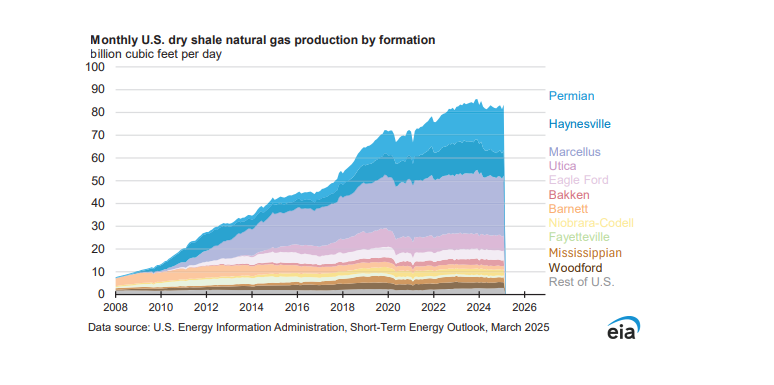 Monthly U.S. dry shale natural gas production by formation
billion cubic feet per day
100
90
80
70
60
50
40
30
20
10
0
2008 2010 2012 2014 2016 2018 2020 2022 2024 2026
Permian
Haynesville
Marcellus
Utica
Eagle Ford
Bakken
Barnett
Niobrara-Codell
Fayetteville
Mississippian
Woodford
Rest of U.S.
Data source: U.S. Energy Information Administration, Short-Term Energy Outlook, March 2025
eia